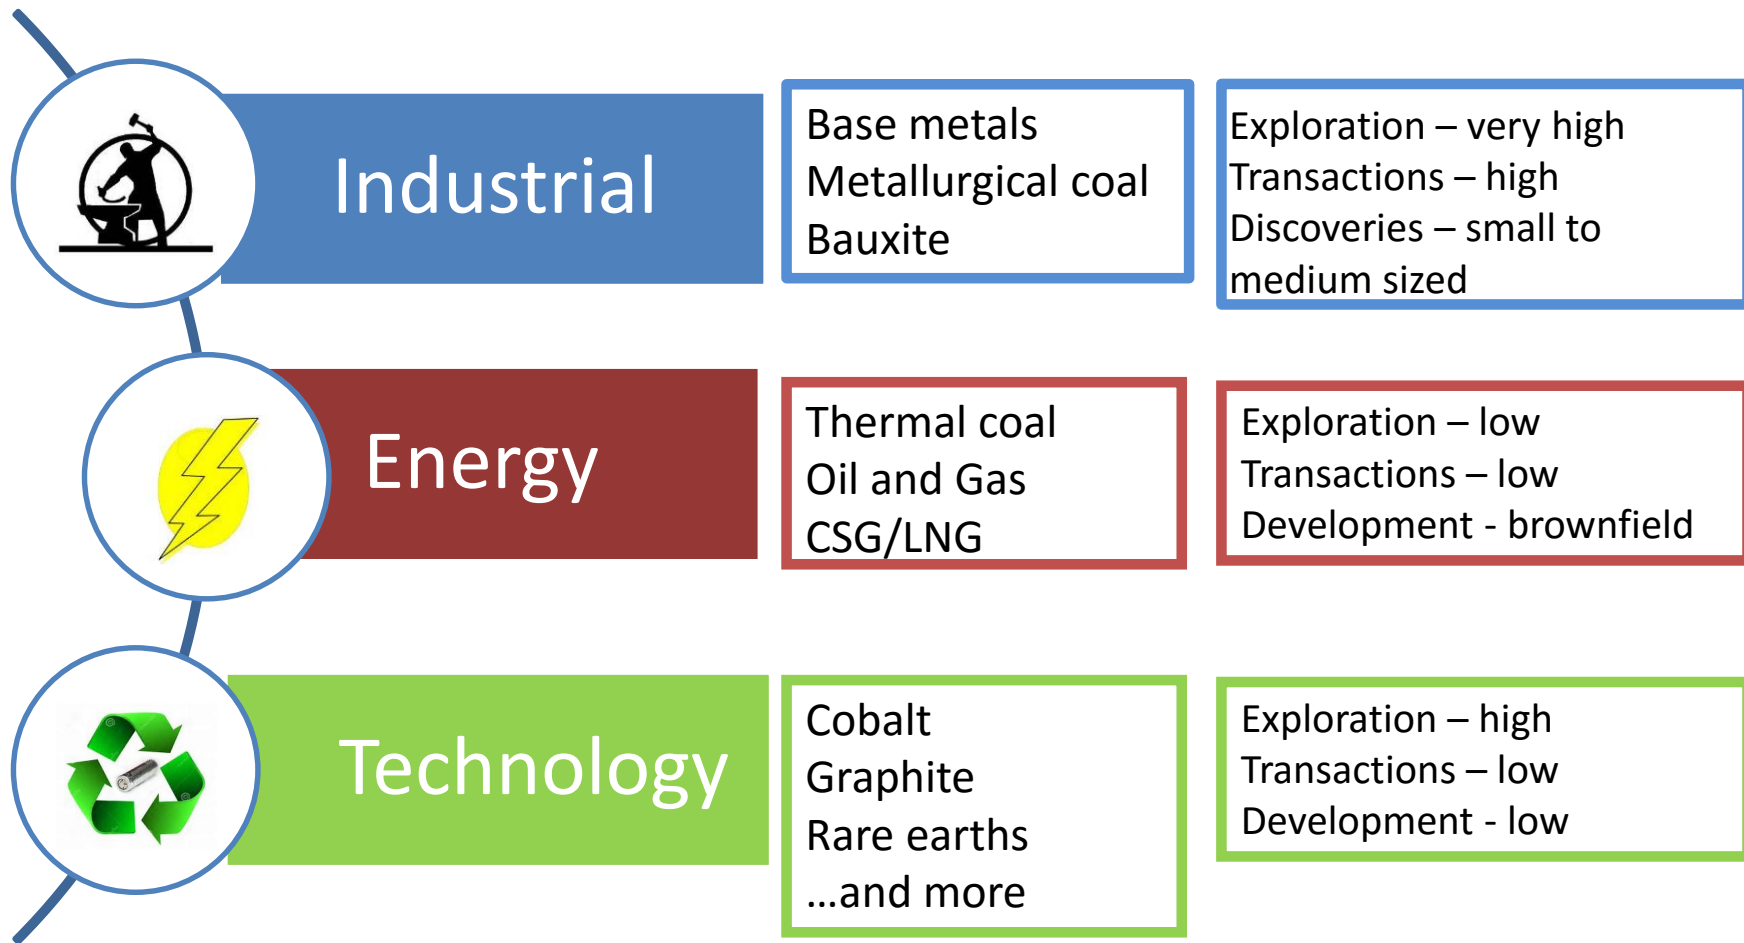 Industrial
Base metals
Metallurgical coal
Bauxite
Exploration – very high
Transactions – high
Discoveries – small to
medium sized
Energy
Thermal coal
Oil and Gas
CSG/LNG
Exploration – low
Transactions – low
Development - brownfield
Technology
Cobalt
Graphite
Rare earths
…and more
Exploration – high
Transactions – low
Development - low